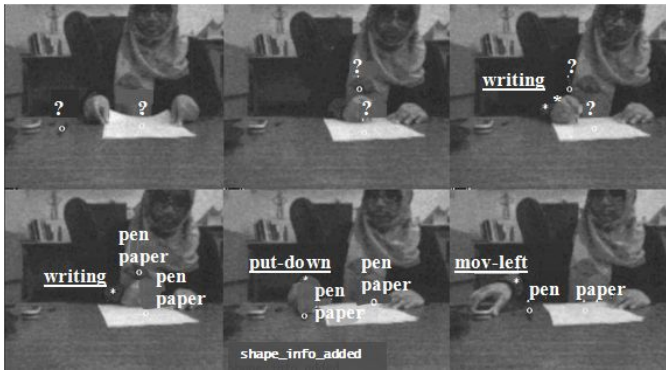 ? ?
?
?
?
writing
?
writing
pen
paper
pen
paper
put-down
pen
paper
pen
paper
shape_info_added
mov-left
pen paper